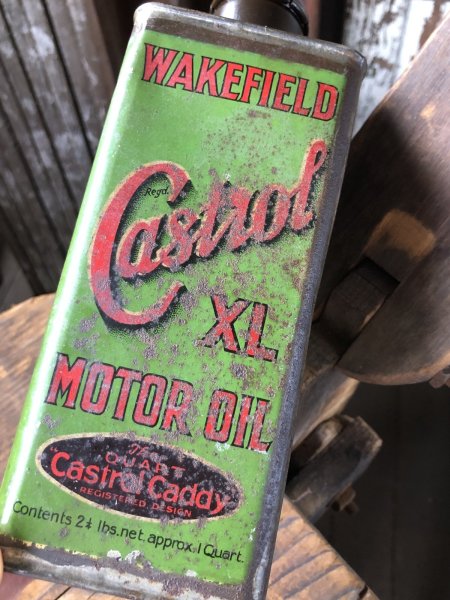 WAKEFIELD
Regd.
Castrol
XL
MOTOR OIL
The
QUART
Castrol Caddy
REGISTERED DESIGN
Contents 2¼ lbs.net. approx.1 Quart.